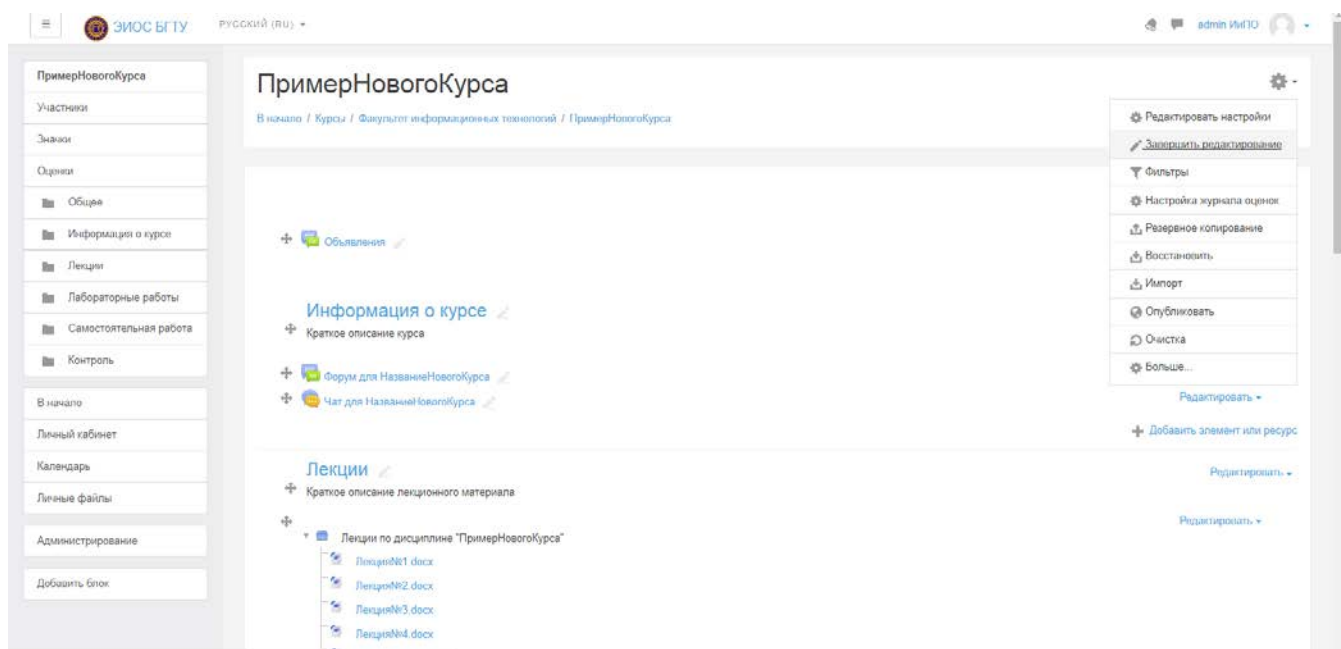 ЭИОС БГТУ
РУССКИЙ (RU)
admin ИиПО
ПримерНовогоКурса
Участники
Значки
Оценки
Общее
Информация о курсе
Лекции
Лабораторные работы
Самостоятельная работа
Контроль
В начало
Личный кабинет
Календарь
Личные файлы
Администрирование
Добавить блок
ПримерНовогоКурса
В начало / Курсы / Факультет информационных технологий / ПримерНовогоКурса
Редактировать настройки
Завершить редактирование
Фильтры
Настройка журнала оценок
Резервное копирование
Восстановить
Импорт
Опубликовать
Очистка
Больше...
Объявления
Информация о курсе
Краткое описание курса
Форум для НазваниеНовогоКурса
Чат для НазваниеНовогоКурса
Редактировать
Добавить элемент или ресурс
Лекции
Редактировать
Краткое описание лекционного материала
Редактировать
Лекции по дисциплине "ПримерНовогоКурса"
Лекция№1.docx
Лекция№2.docx
Лекция№3.docx
Лекция№4.docx